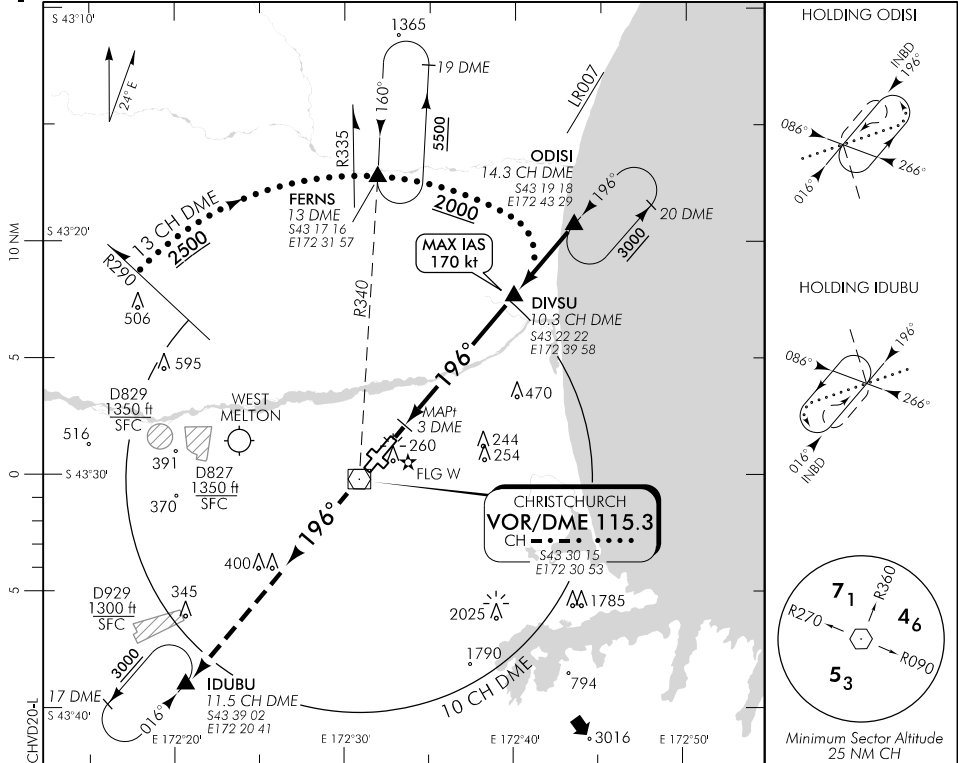 S 43°10'
1365
24° E
19 DME
160°
5500
R335
LR007
ODISI
14.3 CH DME
S43 19 18
E172 43 29
196°
20 DME
3000
13 CH DME
2500
FERNS
13 DME
S43 17 16
E172 31 57
2000
10 NM
S 43°20'
R290
MAX IAS
170 kt
R340
DIVSU
10.3 CH DME
S43 22 22
E172 39 58
506
5
595
196°
470
D829
1350 ft
SFC
WEST
MELTON
MAPt
3 DME
516
391
D827
1350 ft
SFC
260
244
254
FLG W
0
S 43°30'
370
CHRISTCHURCH
VOR/DME 115.3
CH
S43 30 15
E172 30 53
196°
400
5
D929
1300 ft
SFC
345
2025
1785
1790
794
10 CH DME
3000
17 DME
016°
IDUBU
11.5 CH DME
S43 39 02
E172 20 41
S 43°40'
E 172°20'
E 172°30'
E 172°40'
E 172°50'
3016
CHVD20-L
HOLDING ODISI
INBD
196°
086°
266°
016°
HOLDING IDUBU
196°
086°
266°
016°
INBD
7₁
R360
4₆
R270
R090
5₃
Minimum Sector Altitude
25 NM CH